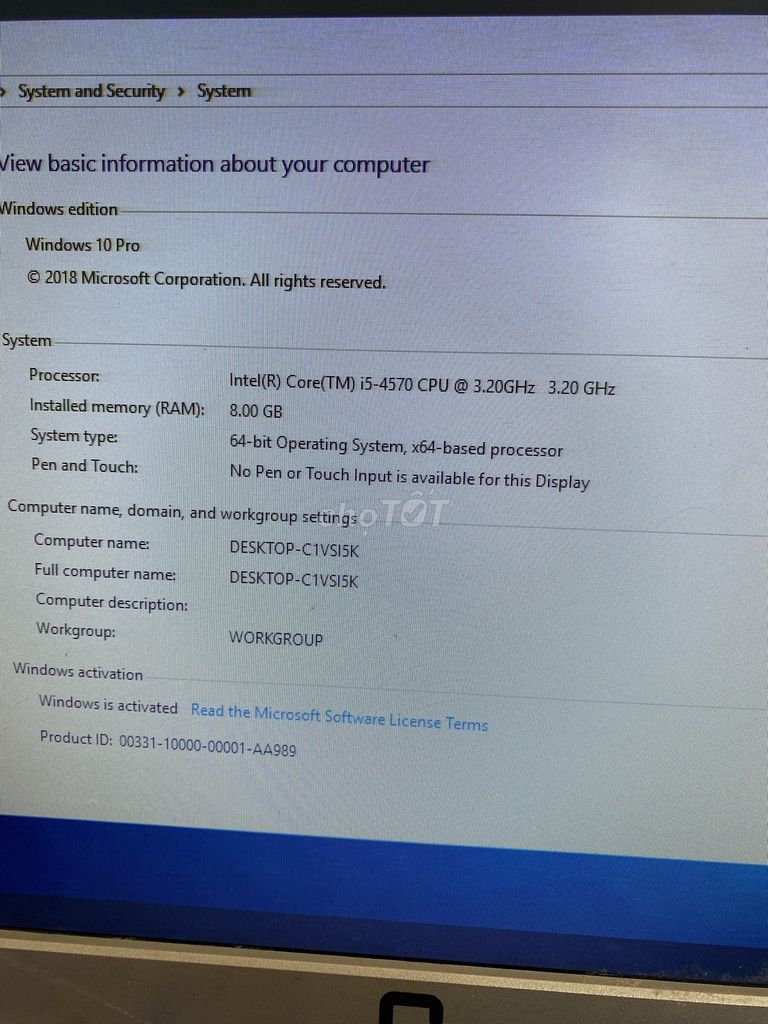 › System and Security › System
View basic information about your computer
Windows edition
Windows 10 Pro
© 2018 Microsoft Corporation. All rights reserved.
System
Processor: Intel(R) Core(TM) i5-4570 CPU @ 3.20GHz 3.20 GHz
Installed memory (RAM): 8.00 GB
System type: 64-bit Operating System, x64-based processor
Pen and Touch: No Pen or Touch Input is available for this Display
chợTỐT
Computer name, domain, and workgroup settings
Computer name: DESKTOP-C1VSI5K
Full computer name: DESKTOP-C1VSI5K
Computer description:
Workgroup: WORKGROUP
Windows activation
Windows is activated Read the Microsoft Software License Terms
Product ID: 00331-10000-00001-AA989